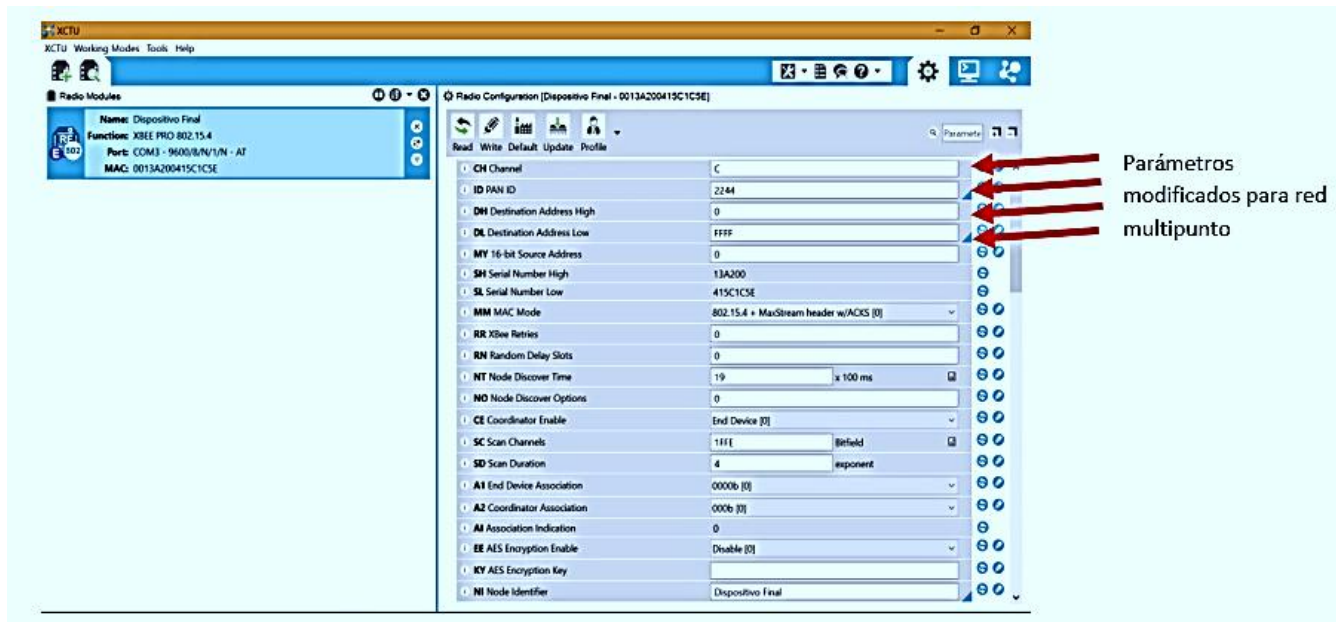 XCTU
XCTU Working Modes Tools Help
Radio Modules
Radio Configuration [Dispositivo Final - 0013A200415C1C5E]
Name: Dispositivo Final
Function: XBEE PRO 802.15.4
Port: COM3 - 9600/8/N/1/N - AT
MAC: 0013A200415C1C5E
Read Write Default Update Profile
Paramete
CH Channel C
ID PAN ID 2244
DH Destination Address High 0
DL Destination Address Low FFFF
MY 16-bit Source Address 0
SH Serial Number High 13A200
SL Serial Number Low 415C1C5E
MM MAC Mode 802.15.4 + MaxStream header w/ACKS [0]
RR XBee Retries 0
RN Random Delay Slots 0
NT Node Discover Time 19 x 100 ms
NO Node Discover Options 0
CE Coordinator Enable End Device [0]
SC Scan Channels 1FFE Bitfield
SD Scan Duration 4 exponent
A1 End Device Association 0000b [0]
A2 Coordinator Association 000b [0]
AI Association Indication 0
EE AES Encryption Enable Disable [0]
KY AES Encryption Key
NI Node Identifier Dispositivo Final
Parámetros
modificados para red
multipunto